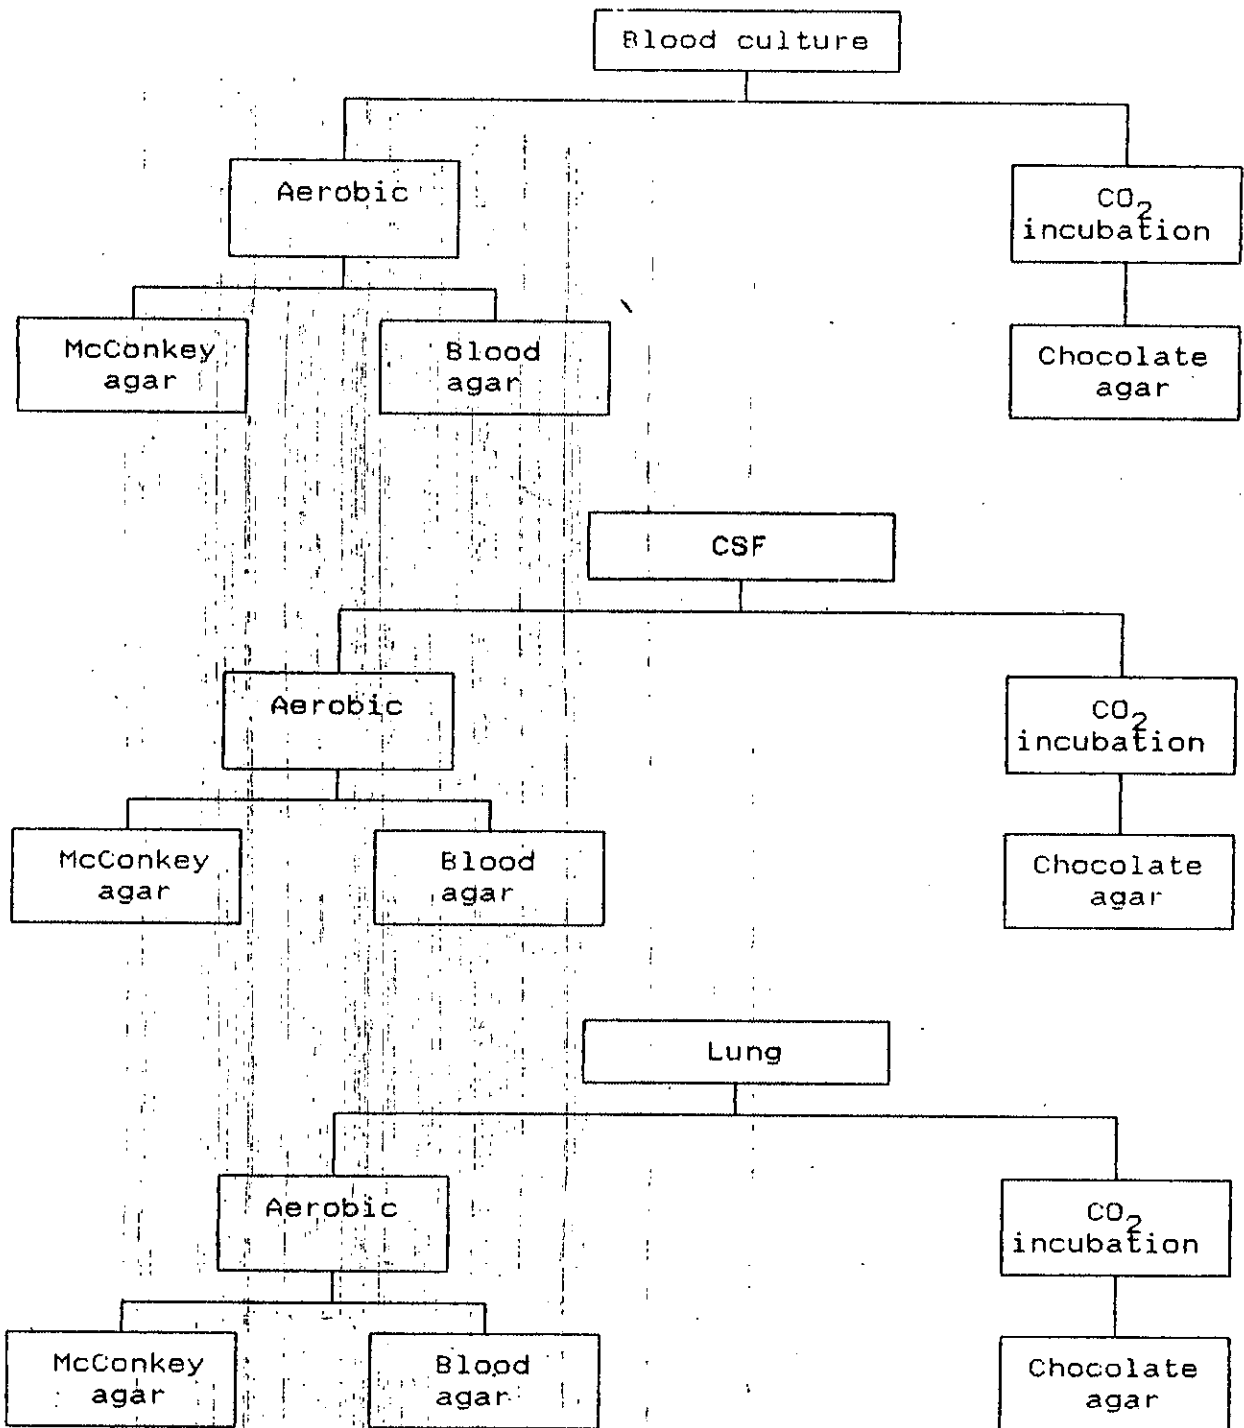 Blood culture
Aerobic
CO2
incubation
McConkey
agar
Blood
agar
Chocolate
agar
CSF
Aerobic
CO2
incubation
McConkey
agar
Blood
agar
Chocolate
agar
Lung
Aerobic
CO2
incubation
McConkey
agar
Blood
agar
Chocolate
agar